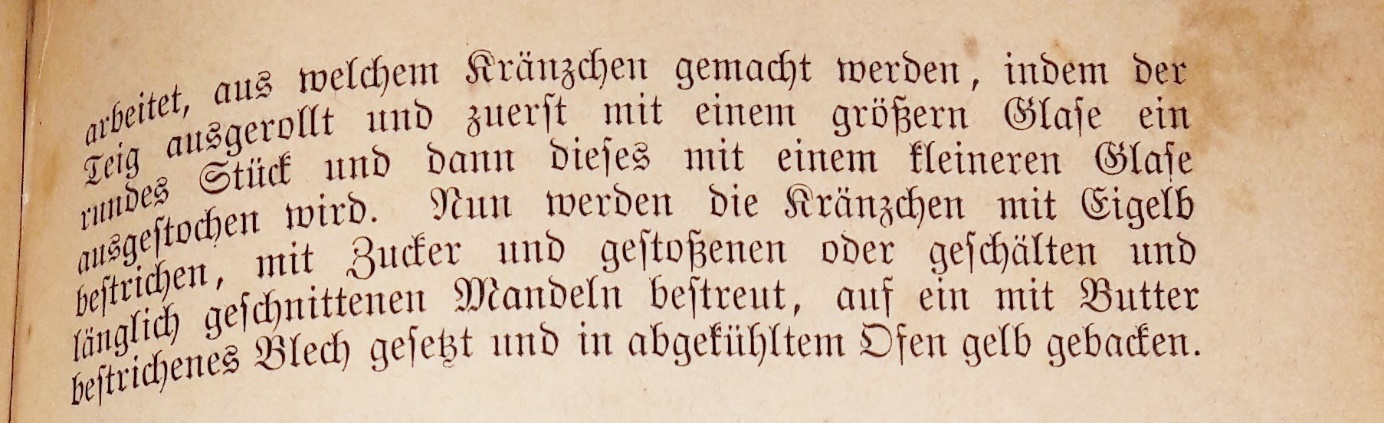 arbeitet, aus welchem Kränzchen gemacht werden, indem der
Teig ausgerollt und zuerſt mit einem größern Glaſe ein
rundes Stück und dann dieſes mit einem kleineren Glaſe
ausgeſtochen wird. Nun werden die Kränzchen mit Eigelb
beſtrichen, mit Zucker und geſtoßenen oder geſchälten und
länglich geſchnittenen Mandeln beſtreut, auf ein mit Butter
beſtrichenes Blech geſetzt und in abgekühltem Ofen gelb gebacken.